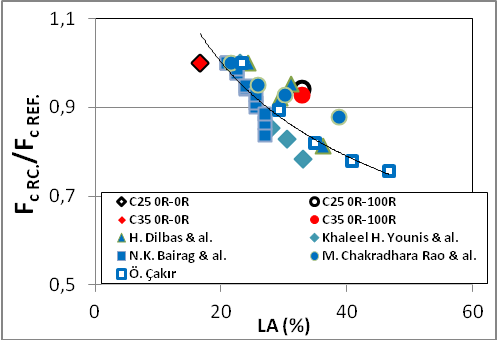 1,1
0,9
0,7
0,5
F c RC./F c REF.
C25 0R-0R
C25 0R-100R
C35 0R-0R
C35 0R-100R
H. Dilbas & al.
Khaleel H. Younis & al.
N.K. Bairag & al.
M. Chakradhara Rao & al.
Ö. Çakır
0 20 40 60
LA (%)